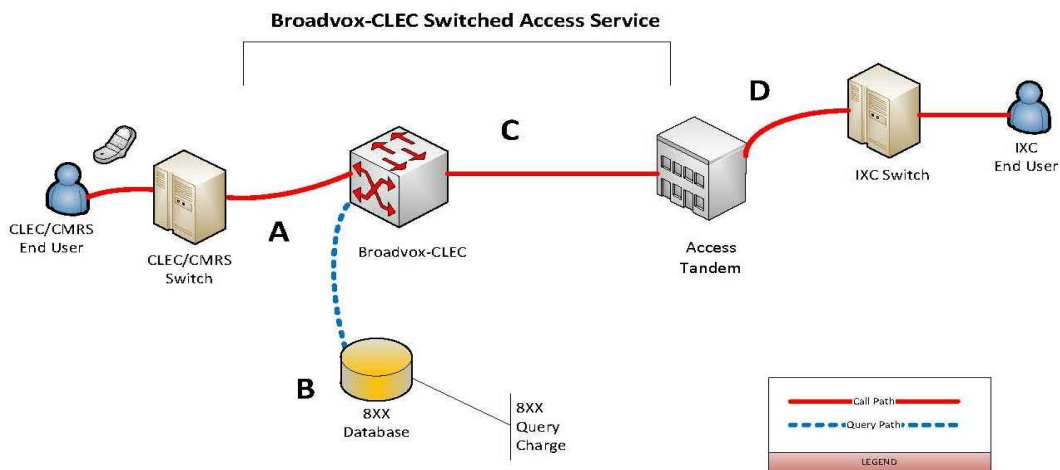 Broadvox-CLEC Switched Access Service
D
C
IXC
End User
IXC Switch
CLEC/CMRS
End User
A
CLEC/CMRS
Switch
Broadvox-CLEC
Access
Tandem
B
8XX
Database
8XX
Query
Charge
Call Path
Query Path
LEGEND